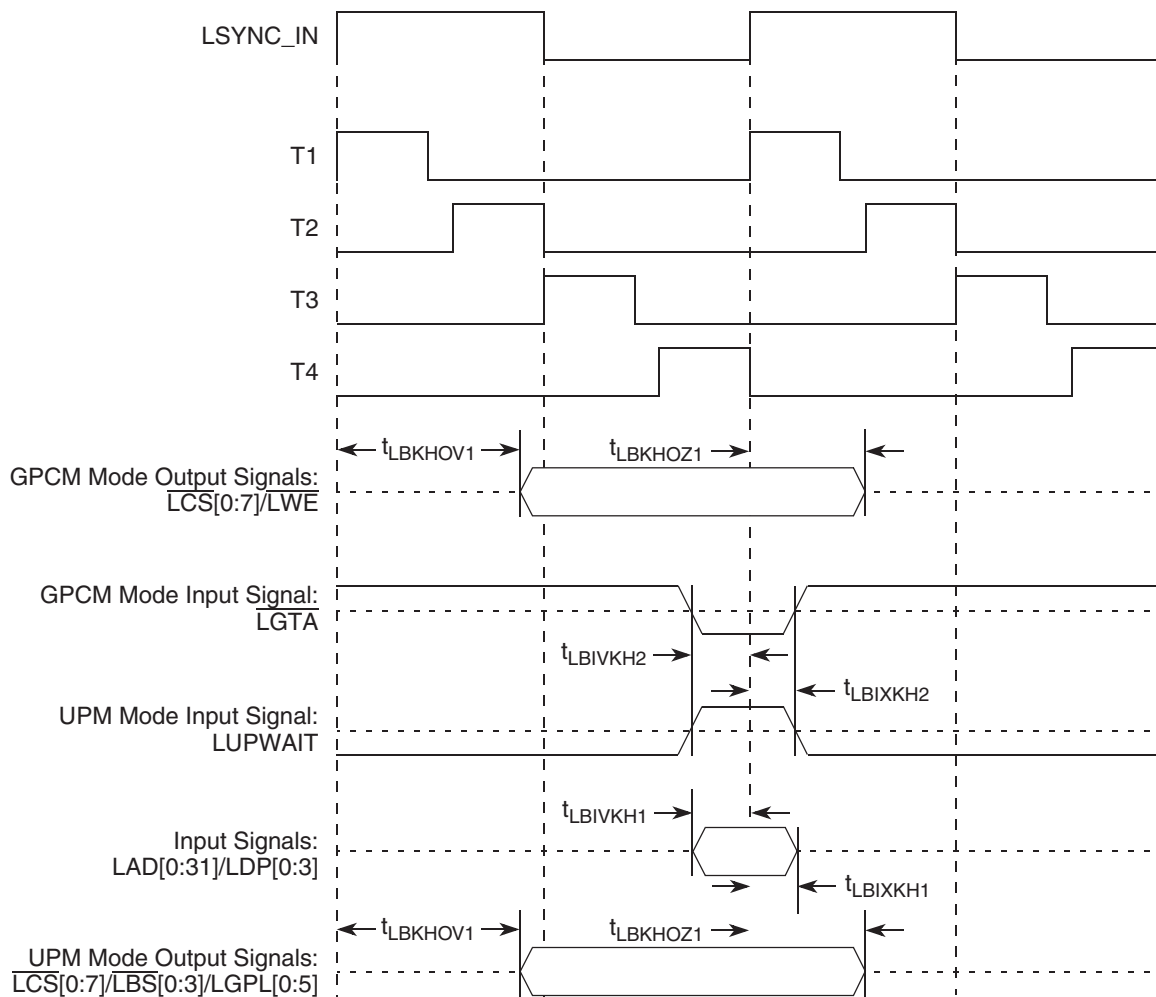 LSYNC_IN
T1
T2
T3
T4
tLBKHOV1
tLBKHOZ1
GPCM Mode Output Signals:
LCS[0:7]/LWE
GPCM Mode Input Signal:
LGTA
tLBIVKH2
tLBIXKH2
UPM Mode Input Signal:
LUPWAIT
tLBIVKH1
Input Signals:
LAD[0:31]/LDP[0:3]
tLBIXKH1
tLBKHOV1
tLBKHOZ1
UPM Mode Output Signals:
LCS[0:7]/LBS[0:3]/LGPL[0:5]